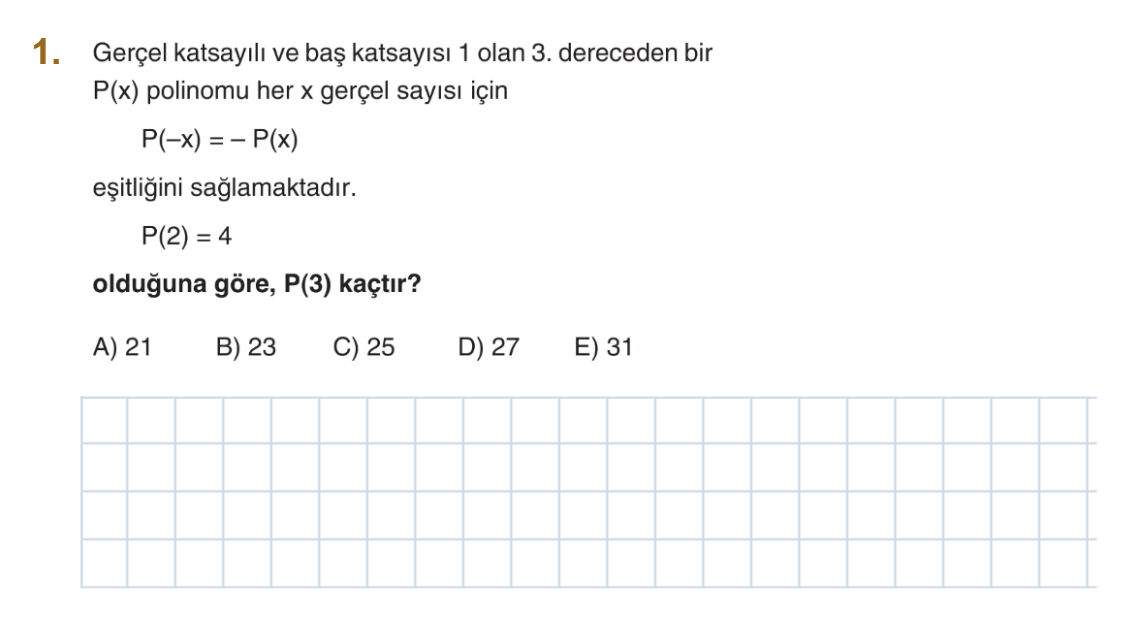 1. Gerçel katsayılı ve baş katsayısı 1 olan 3. dereceden bir
P(x) polinomu her x gerçel sayısı için
P(–x) = – P(x)
eşitliğini sağlamaktadır.
P(2) = 4
olduğuna göre, P(3) kaçtır?
A) 21 B) 23 C) 25 D) 27 E) 31